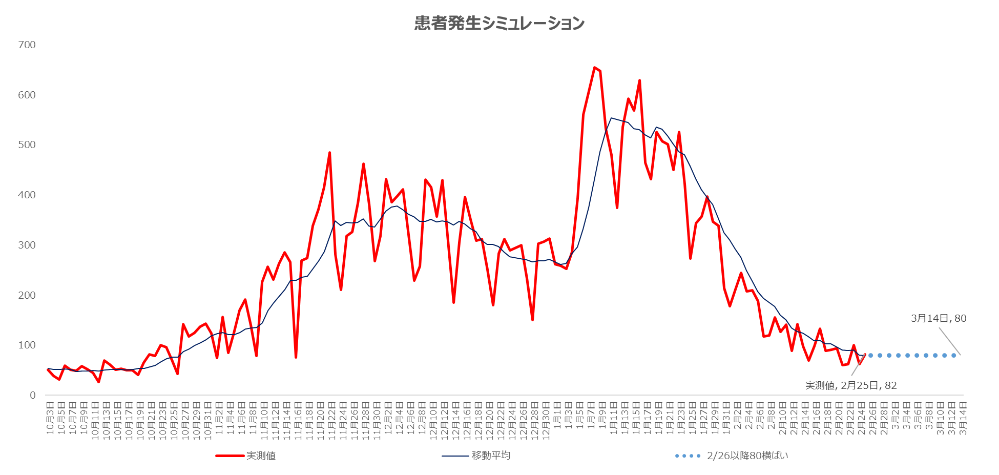 患者発生シミュレーション
700
600
500
400
300
200
100
0
3月14日, 80
実測値, 2月25日, 82
10月3日
10月5日
10月7日
10月9日
10月11日
10月13日
10月15日
10月17日
10月19日
10月21日
10月23日
10月25日
10月27日
10月29日
10月31日
11月2日
11月4日
11月6日
11月8日
11月10日
11月12日
11月14日
11月16日
11月18日
11月20日
11月22日
11月24日
11月26日
11月28日
11月30日
12月2日
12月4日
12月6日
12月8日
12月10日
12月12日
12月14日
12月16日
12月18日
12月20日
12月22日
12月24日
12月26日
12月28日
12月30日
1月1日
1月3日
1月5日
1月7日
1月9日
1月11日
1月13日
1月15日
1月17日
1月19日
1月21日
1月23日
1月25日
1月27日
1月29日
1月31日
2月2日
2月4日
2月6日
2月8日
2月10日
2月12日
2月14日
2月16日
2月18日
2月20日
2月22日
2月24日
2月26日
2月28日
3月2日
3月4日
3月6日
3月8日
3月10日
3月12日
3月14日
実測値
移動平均
2/26以降80横ばい